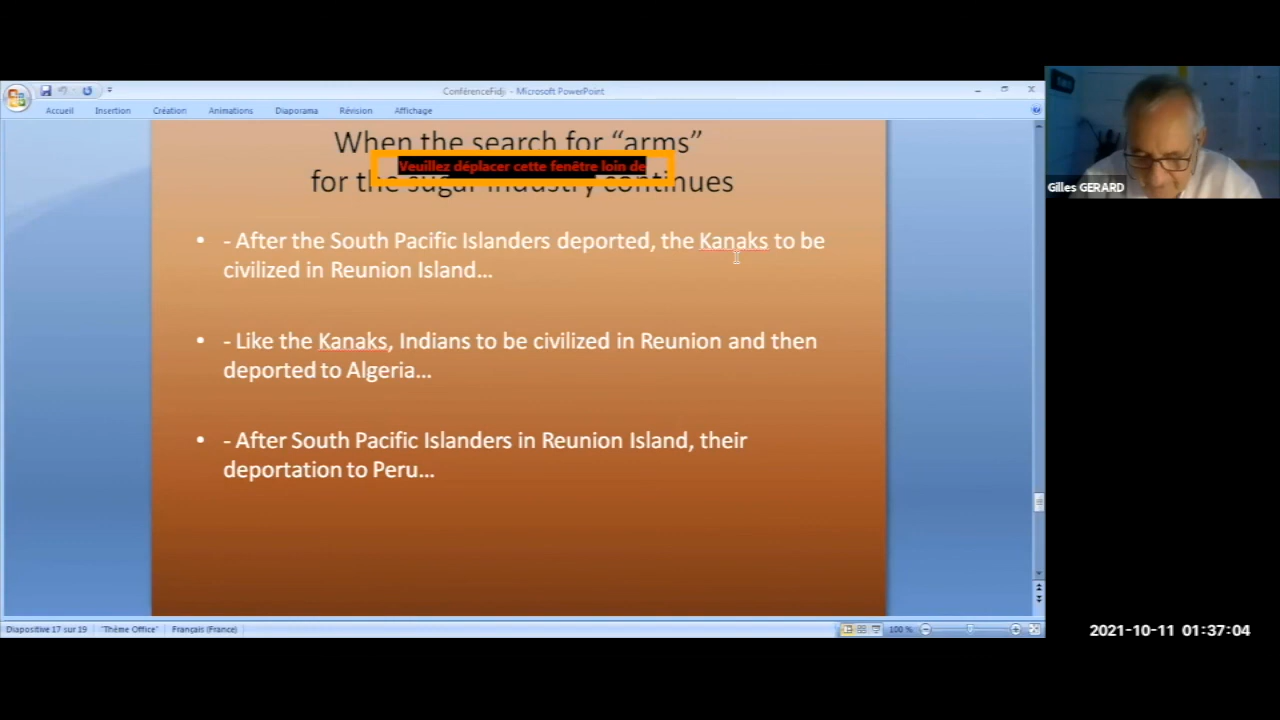 ConférenceFidji - Microsoft PowerPoint
Accueil Insertion Création Animations Diaporama Révision Affichage
When the search for “arms”
Veuillez déplacer cette fenêtre loin de
for the sugar industry continues
Gilles GERARD
• - After the South Pacific Islanders deported, the Kanaks to be
civilized in Reunion Island...
• - Like the Kanaks, Indians to be civilized in Reunion and then
deported to Algeria...
• - After South Pacific Islanders in Reunion Island, their
deportation to Peru...
Diapositive 17 sur 19 "Thème Office" Français (France) 100 %
2021-10-11 01:37:04